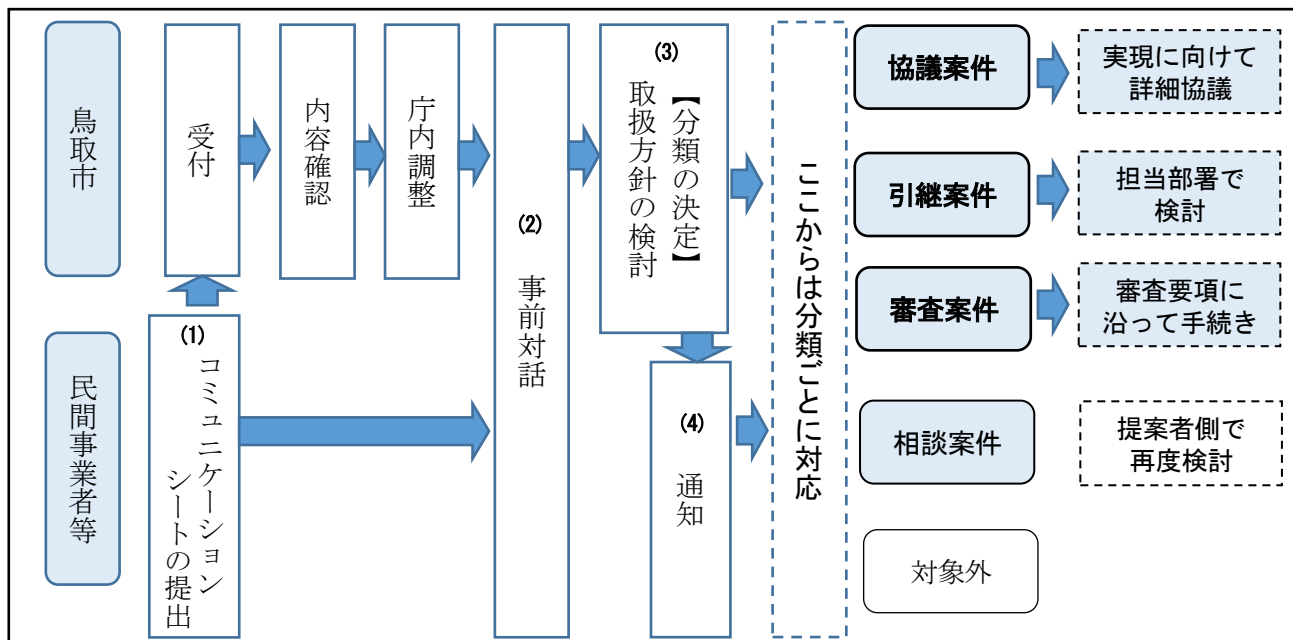 鳥取市
受付
内容確認
庁内調整
(2)
事前対話
(3)
【分類の決定】
取扱方針の検討
民間事業者等
(1)
コミュニケーション
シートの提出
(4)
通知
ここからは分類ごとに対応
協議案件
実現に向けて
詳細協議
引継案件
担当部署で
検討
審査案件
審査要項に
沿って手続き
相談案件
提案者側で
再度検討
対象外